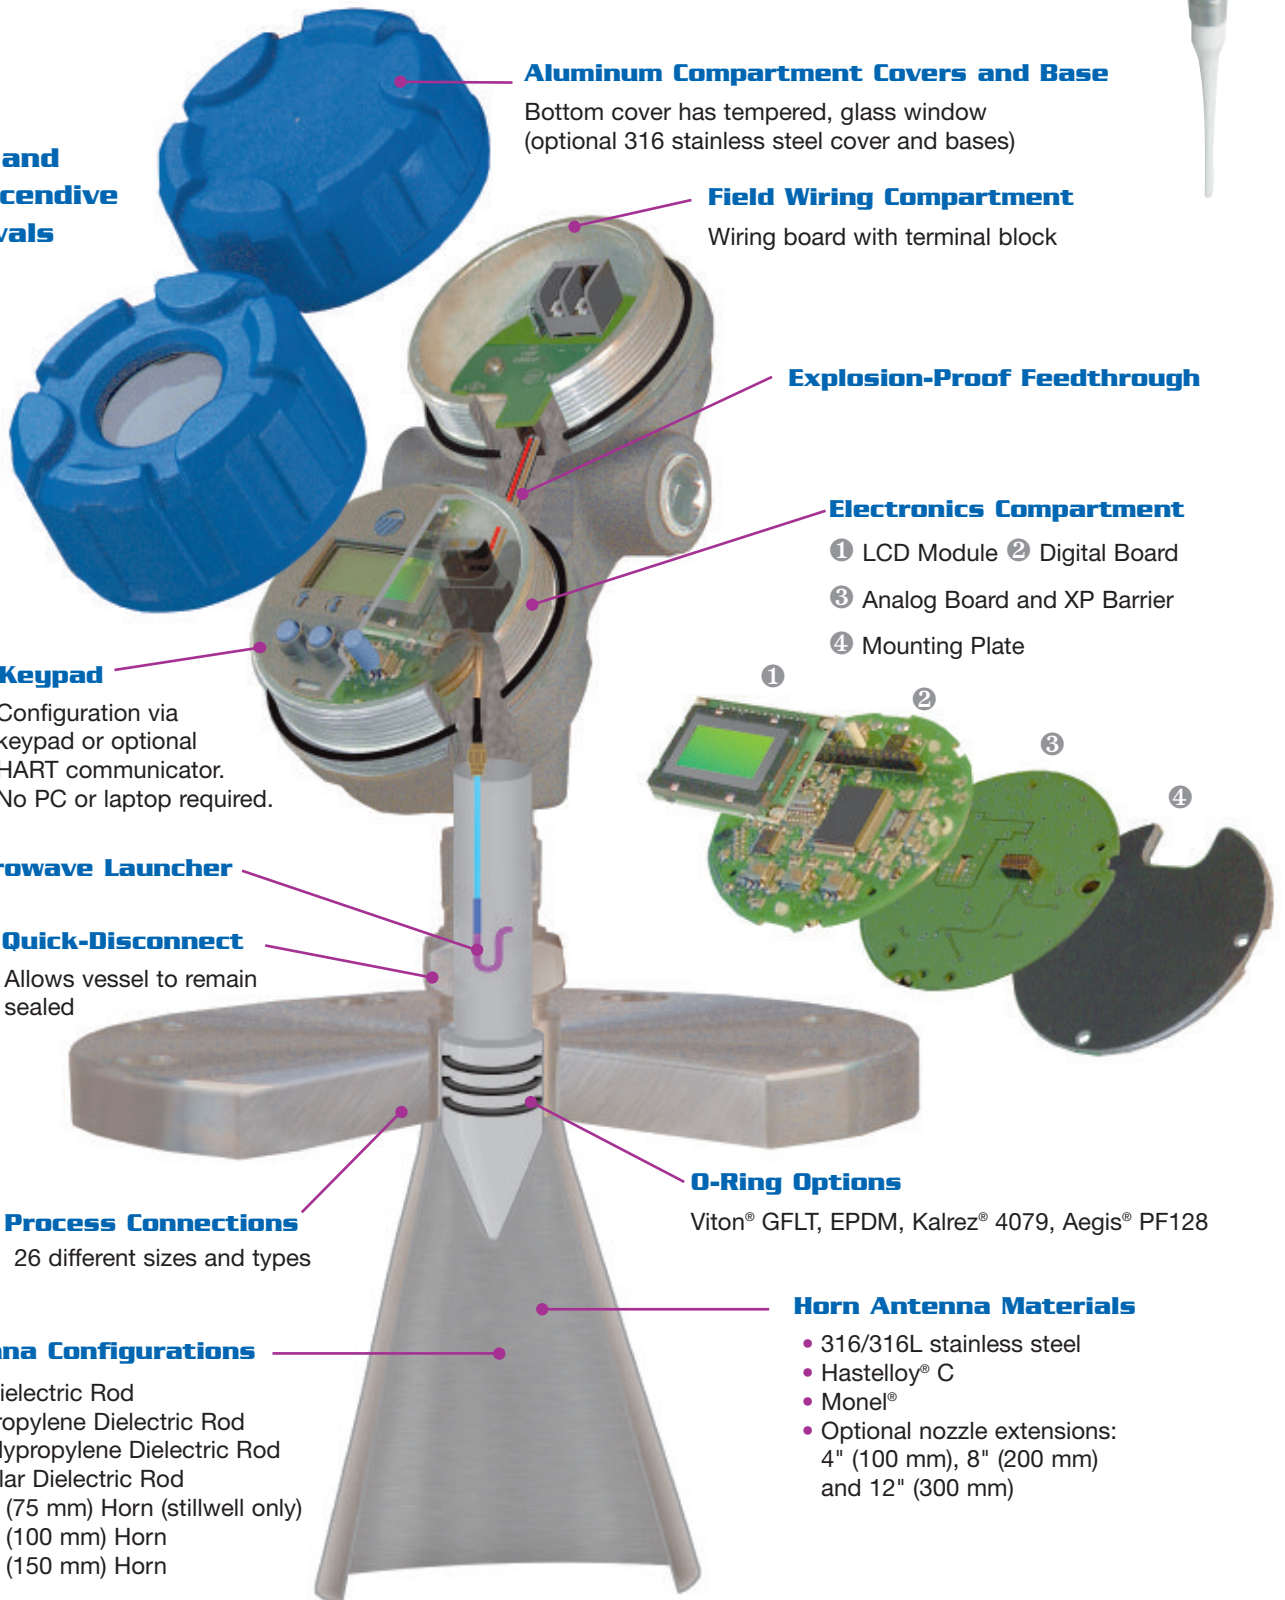 Aluminum Compartment Covers and Base
Bottom cover has tempered, glass window
(optional 316 stainless steel cover and bases)
and
cendive
vals
Field Wiring Compartment
Wiring board with terminal block
Explosion-Proof Feedthrough
Electronics Compartment
❶ LCD Module ❷ Digital Board
❸ Analog Board and XP Barrier
❹ Mounting Plate
❶
❷
❸
❹
Keypad
Configuration via
keypad or optional
HART communicator.
No PC or laptop required.
rowave Launcher
Quick-Disconnect
Allows vessel to remain
sealed
O-Ring Options
Viton® GFLT, EPDM, Kalrez® 4079, Aegis® PF128
Process Connections
26 different sizes and types
Horn Antenna Materials
• 316/316L stainless steel
• Hastelloy® C
• Monel®
• Optional nozzle extensions:
4" (100 mm), 8" (200 mm)
and 12" (300 mm)
na Configurations
ielectric Rod
ropylene Dielectric Rod
lypropylene Dielectric Rod
lar Dielectric Rod
(75 mm) Horn (stillwell only)
(100 mm) Horn
(150 mm) Horn